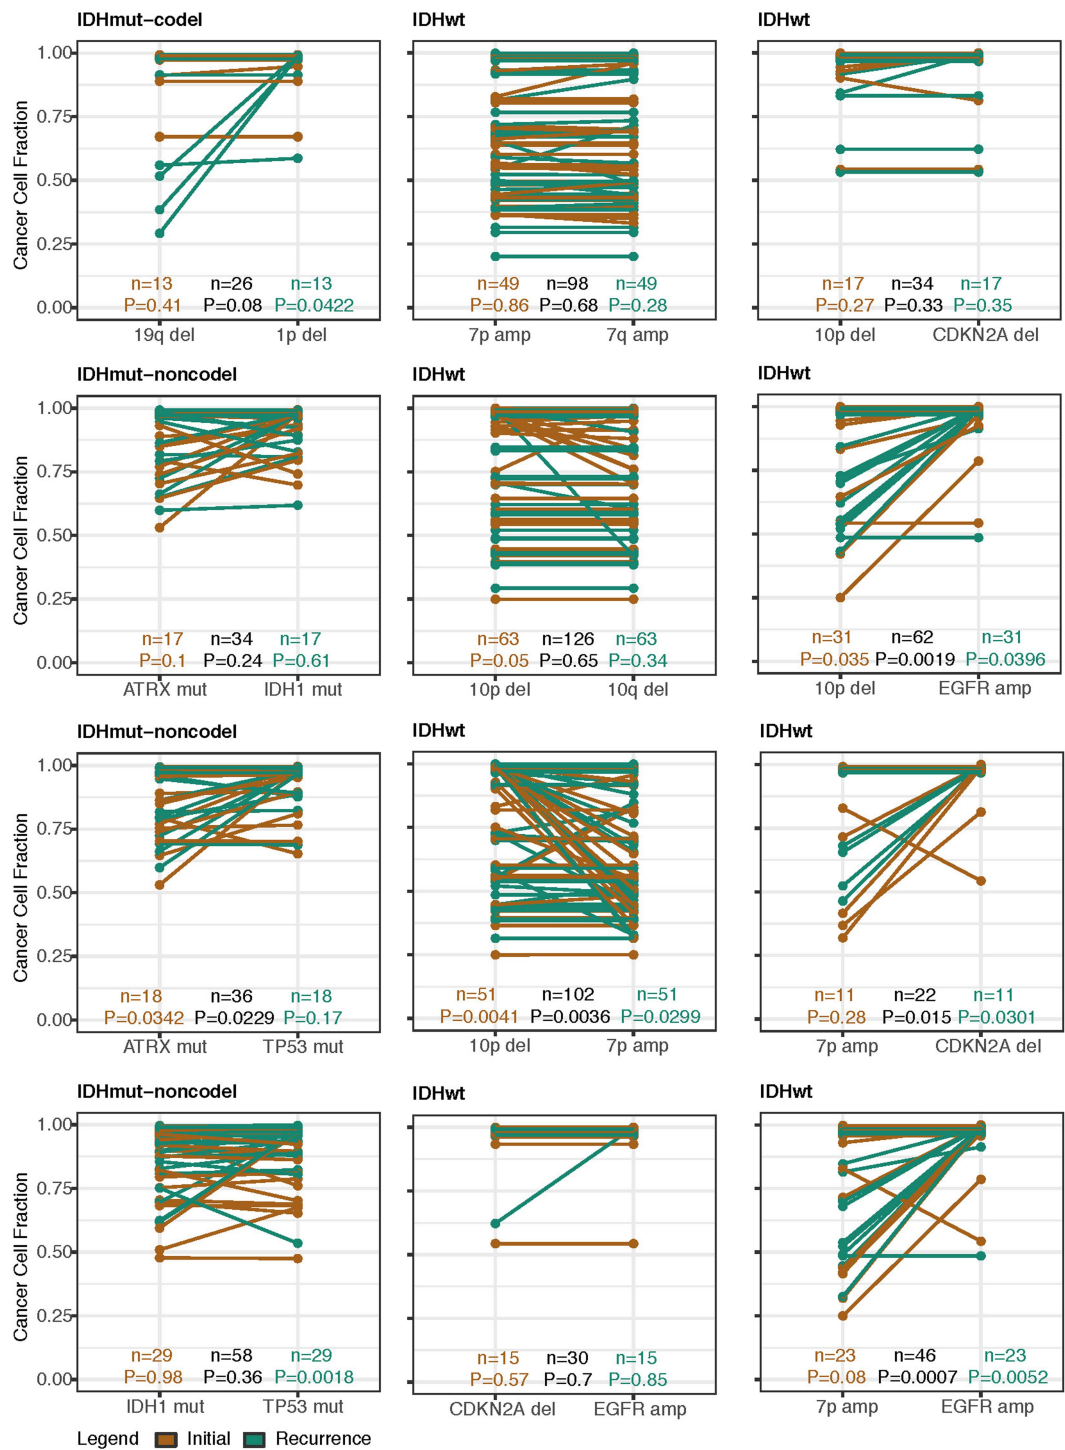 IDHmut-codel
IDHwt
IDHwt
Cancer Cell Fraction
1.00
0.75
0.50
0.25
0.00
n=13 n=26 n=13
P=0.41 P=0.08 P=0.0422
19q del 1p del
n=49 n=98 n=49
P=0.86 P=0.68 P=0.28
7p amp 7q amp
n=17 n=34 n=17
P=0.27 P=0.33 P=0.35
10p del CDKN2A del
IDHmut-noncodel
IDHwt
IDHwt
Cancer Cell Fraction
1.00
0.75
0.50
0.25
0.00
n=17 n=34 n=17
P=0.1 P=0.24 P=0.61
ATRX mut IDH1 mut
n=63 n=126 n=63
P=0.05 P=0.65 P=0.34
10p del 10q del
n=31 n=62 n=31
P=0.035 P=0.0019 P=0.0396
10p del EGFR amp
IDHmut-noncodel
IDHwt
IDHwt
Cancer Cell Fraction
1.00
0.75
0.50
0.25
0.00
n=18 n=36 n=18
P=0.0342 P=0.0229 P=0.17
ATRX mut TP53 mut
n=51 n=102 n=51
P=0.0041 P=0.0036 P=0.0299
10p del 7p amp
n=11 n=22 n=11
P=0.28 P=0.015 P=0.0301
7p amp CDKN2A del
IDHmut-noncodel
IDHwt
IDHwt
Cancer Cell Fraction
1.00
0.75
0.50
0.25
0.00
n=29 n=58 n=29
P=0.98 P=0.36 P=0.0018
IDH1 mut TP53 mut
n=15 n=30 n=15
P=0.57 P=0.7 P=0.85
CDKN2A del EGFR amp
n=23 n=46 n=23
P=0.08 P=0.0007 P=0.0052
7p amp EGFR amp
Legend Initial Recurrence